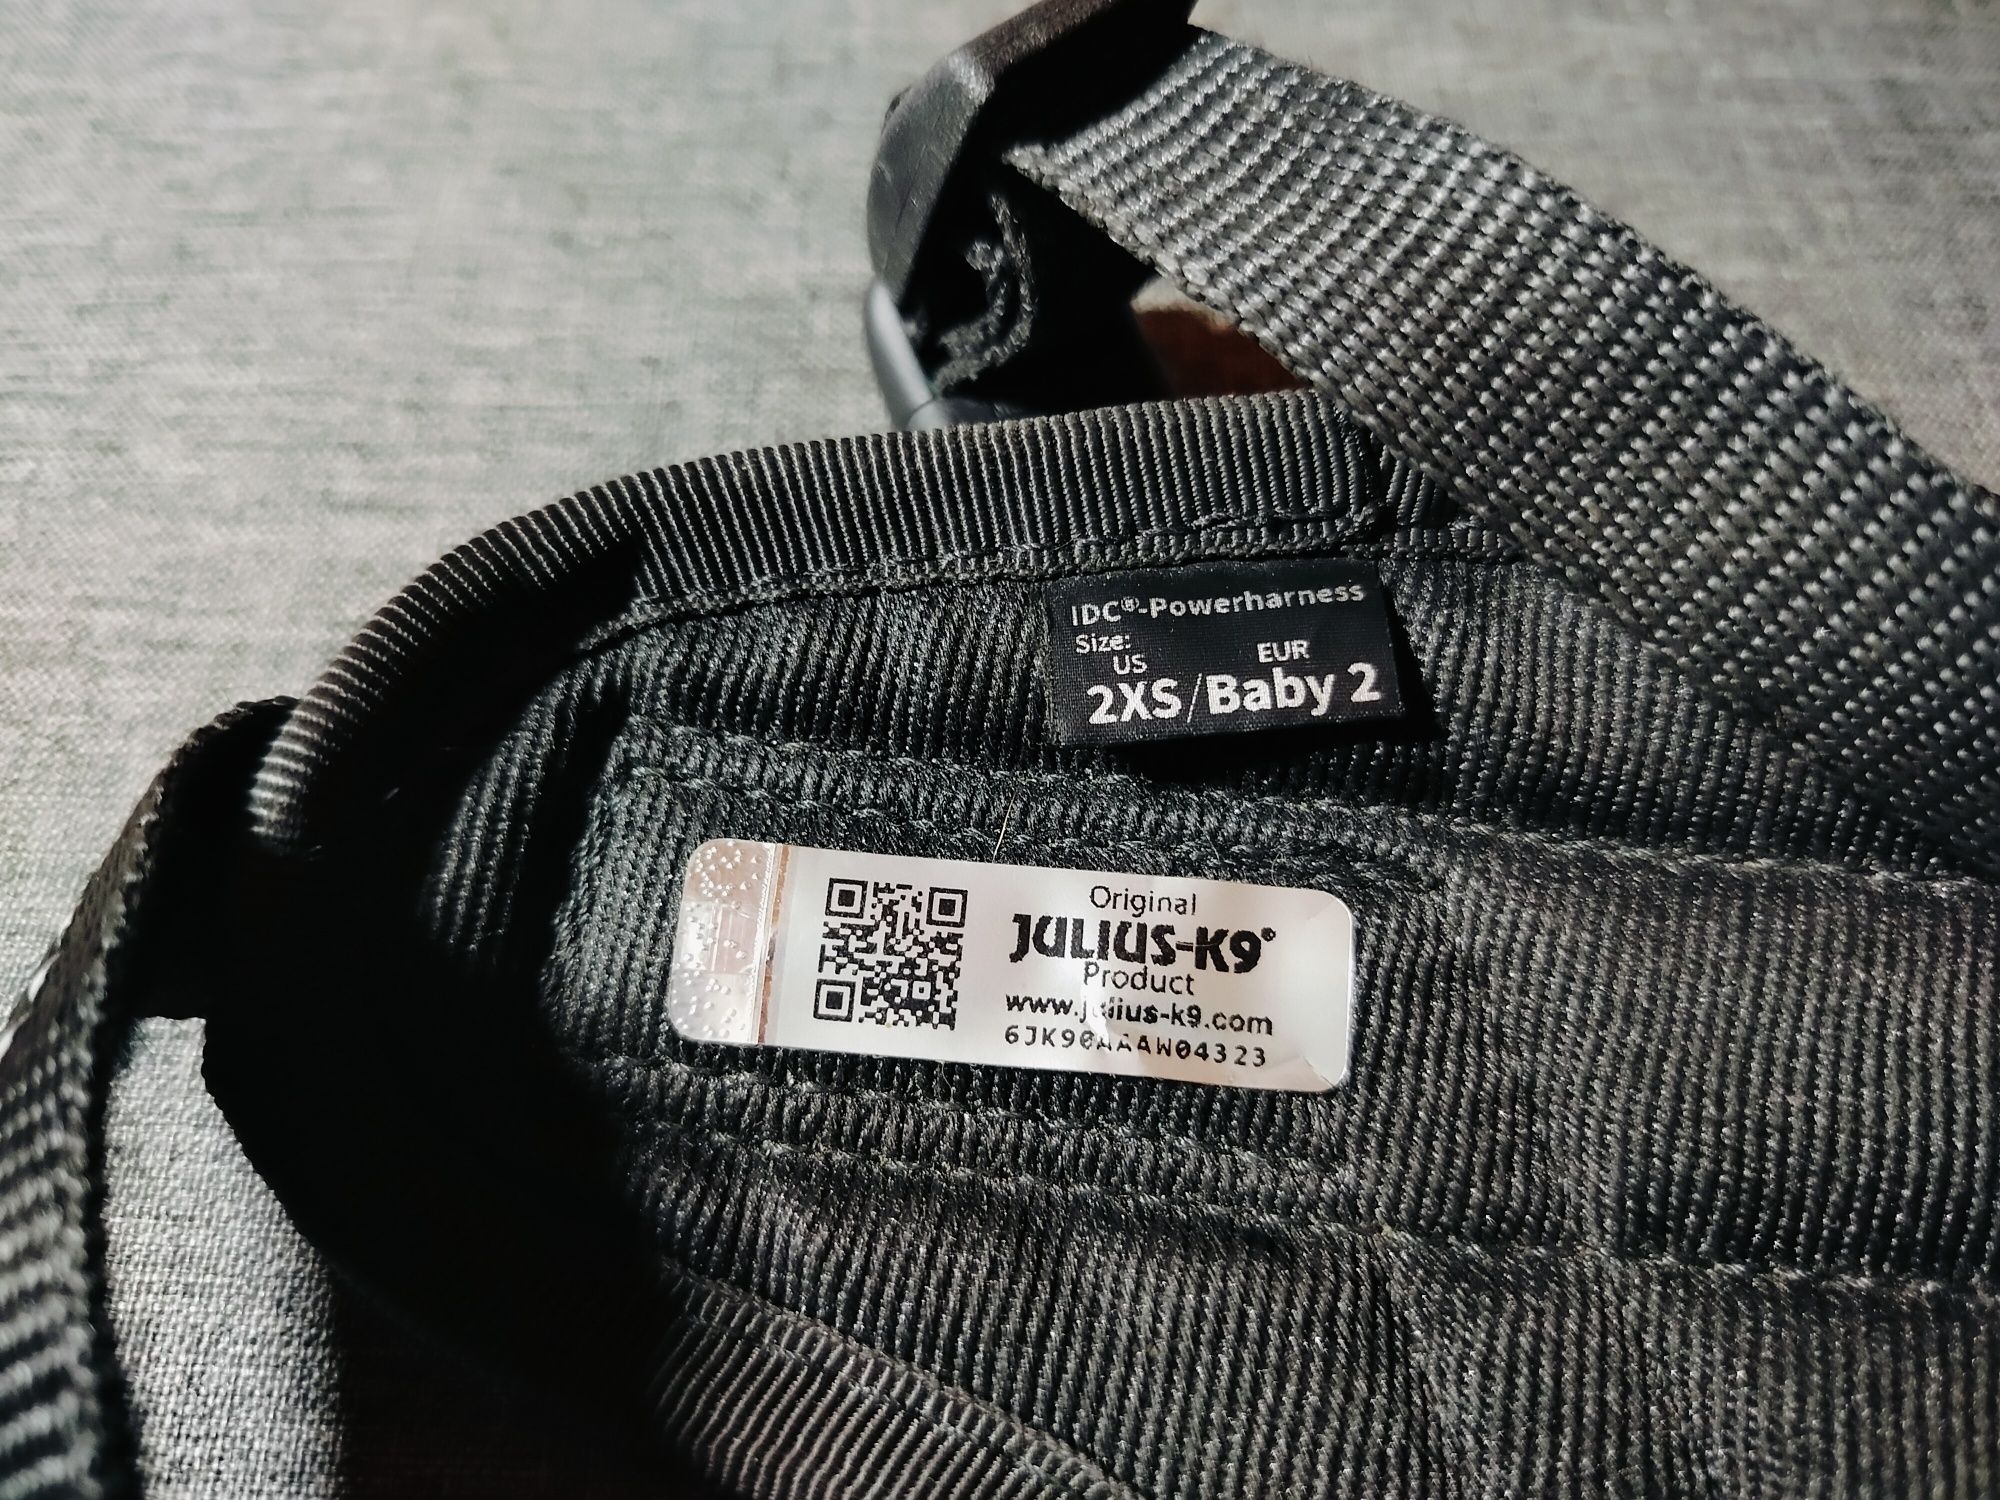 IDC®-Powerharness
Size:
US EUR
2XS/Baby 2
Original
JULIUS-K9®
Product
www.julius-k9.com
6JK90AAAW04323